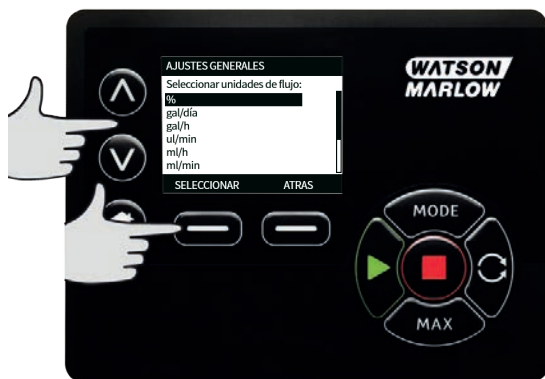 WATSON
MARLOW
AJUSTES GENERALES
Seleccionar unidades de flujo:
%
gal/día
gal/h
ul/min
ml/h
ml/min
SELECCIONAR ATRAS
MODE
MAX